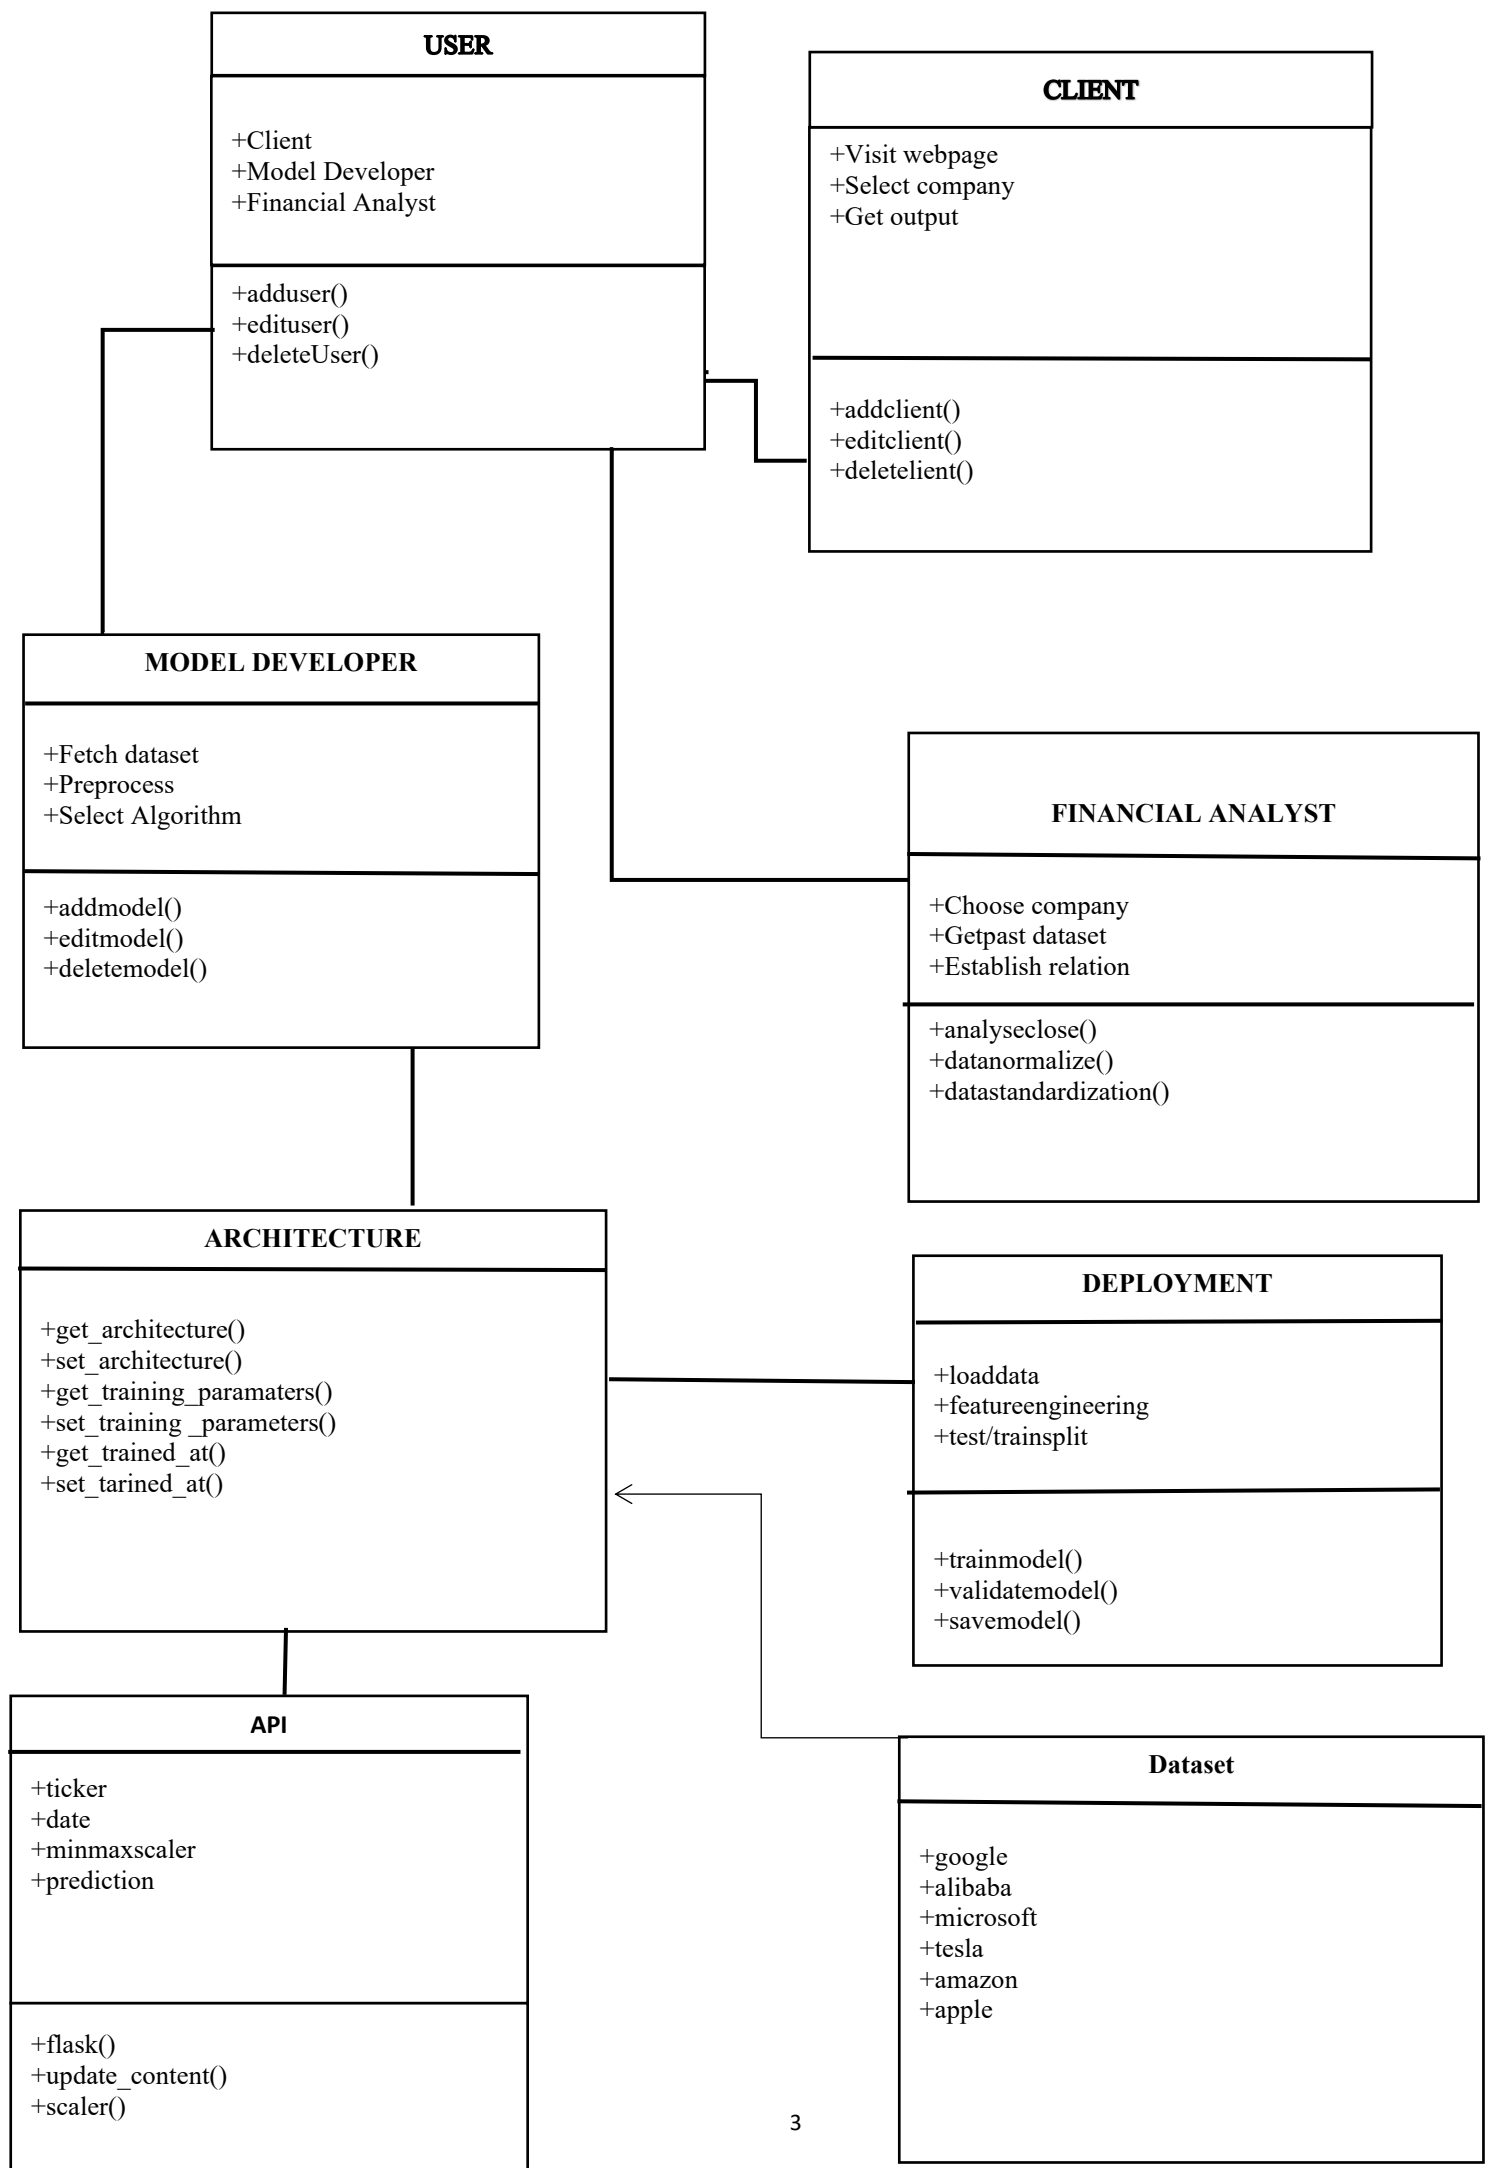 USER
+Client
+Model Developer
+Financial Analyst
+adduser()
+edituser()
+deleteUser()
CLIENT
+Visit webpage
+Select company
+Get output
+addclient()
+editclient()
+deletelient()
MODEL DEVELOPER
+Fetch dataset
+Preprocess
+Select Algorithm
+addmodel()
+editmodel()
+deletemodel()
FINANCIAL ANALYST
+Choose company
+Getpast dataset
+Establish relation
+analyseclose()
+datanormalize()
+datastandardization()
ARCHITECTURE
+get_architecture()
+set_architecture()
+get_training_paramaters()
+set_training _parameters()
+get_trained_at()
+set_tarined_at()
DEPLOYMENT
+loaddata
+featureengineering
+test/trainsplit
+trainmodel()
+validatemodel()
+savemodel()
API
+ticker
+date
+minmaxscaler
+prediction
+flask()
+update_content()
+scaler()
Dataset
+google
+alibaba
+microsoft
+tesla
+amazon
+apple
3